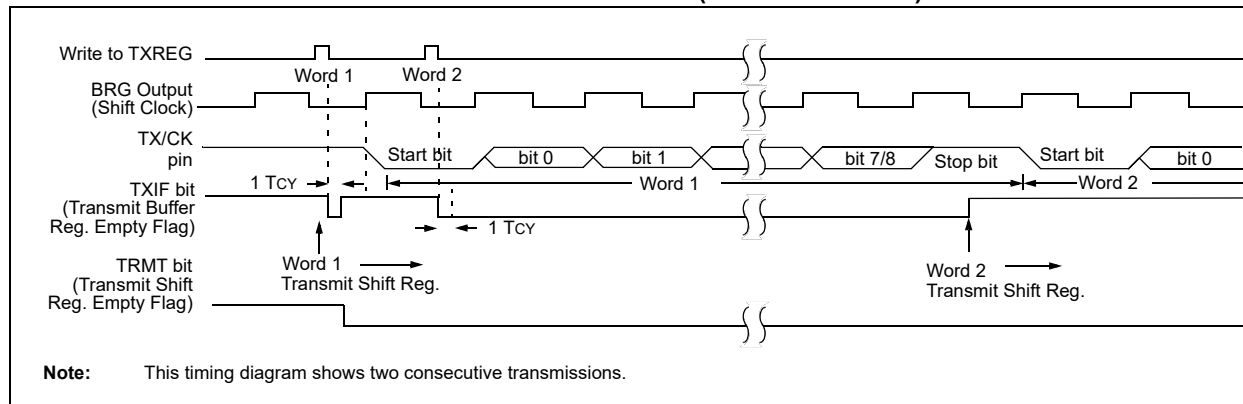 Write to TXREG
Word 1
Word 2
BRG Output
(Shift Clock)
TX/CK
pin
Start bit
bit 0
bit 1
bit 7/8
Stop bit
Start bit
bit 0
1 TCY
Word 1
Word 2
TXIF bit
(Transmit Buffer
Reg. Empty Flag)
1 TCY
Word 1
Transmit Shift Reg.
Word 2
Transmit Shift Reg.
TRMT bit
(Transmit Shift
Reg. Empty Flag)
Note: This timing diagram shows two consecutive transmissions.